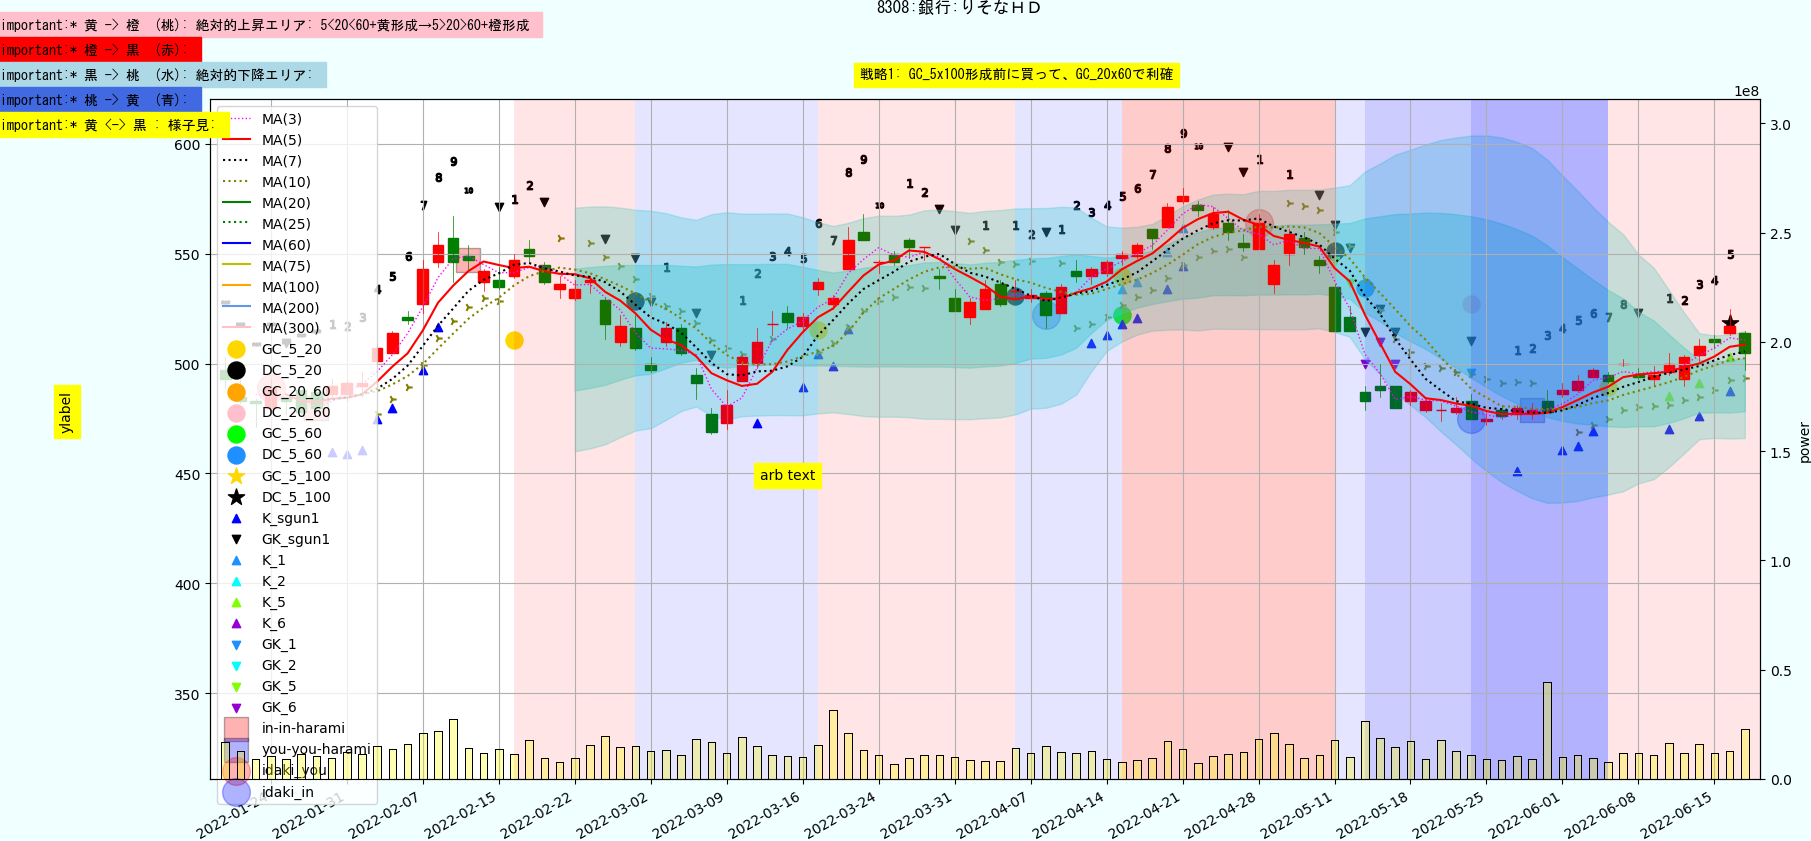 8308:銀行:りそなＨＤ
important:* 黄 -> 橙 （桃）: 絶対的上昇エリア: 5<20<60+黄形成→5>20>60+橙形成
important:* 橙 -> 黒 （赤）:
important:* 黒 -> 桃 （水）: 絶対的下降エリア:
important:* 桃 -> 黄 （青）:
important:* 黄 <-> 黒 : 様子見:
戦略1: GC_5x100形成前に買って、GC_20x60で利確
1e8
MA(3)
MA(5)
MA(7)
MA(10)
MA(20)
MA(25)
MA(60)
MA(75)
MA(100)
MA(200)
MA(300)
GC_5_20
DC_5_20
GC_20_60
DC_20_60
GC_5_60
DC_5_60
GC_5_100
DC_5_100
K_sgun1
GK_sgun1
K_1
K_2
K_5
K_6
GK_1
GK_2
GK_5
GK_6
in-in-harami
you-you-harami
idaki_you
idaki_in
600
550
500
450
400
350
ylabel
arb text
3.0
2.5
2.0
1.5
1.0
0.5
0.0
power
2022-01-24
2022-01-31
2022-02-07
2022-02-15
2022-02-22
2022-03-02
2022-03-09
2022-03-16
2022-03-24
2022-03-31
2022-04-07
2022-04-14
2022-04-21
2022-04-28
2022-05-11
2022-05-18
2022-05-25
2022-06-01
2022-06-08
2022-06-15